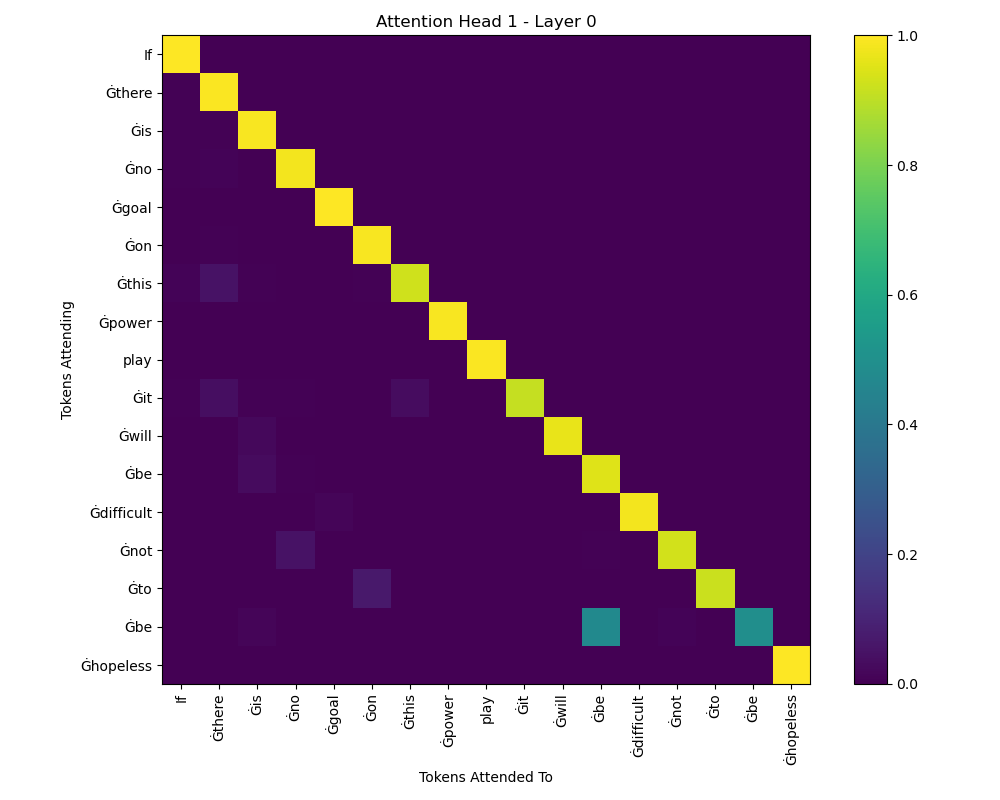 Attention Head 1 - Layer 0
Tokens Attending
If
Ġthere
Ġis
Ġno
Ġgoal
Ġon
Ġthis
Ġpower
play
Ġit
Ġwill
Ġbe
Ġdifficult
Ġnot
Ġto
Ġbe
Ġhopeless
If
Ġthere
Ġis
Ġno
Ġgoal
Ġon
Ġthis
Ġpower
play
Ġit
Ġwill
Ġbe
Ġdifficult
Ġnot
Ġto
Ġbe
Ġhopeless
Tokens Attended To
1.0
0.8
0.6
0.4
0.2
0.0